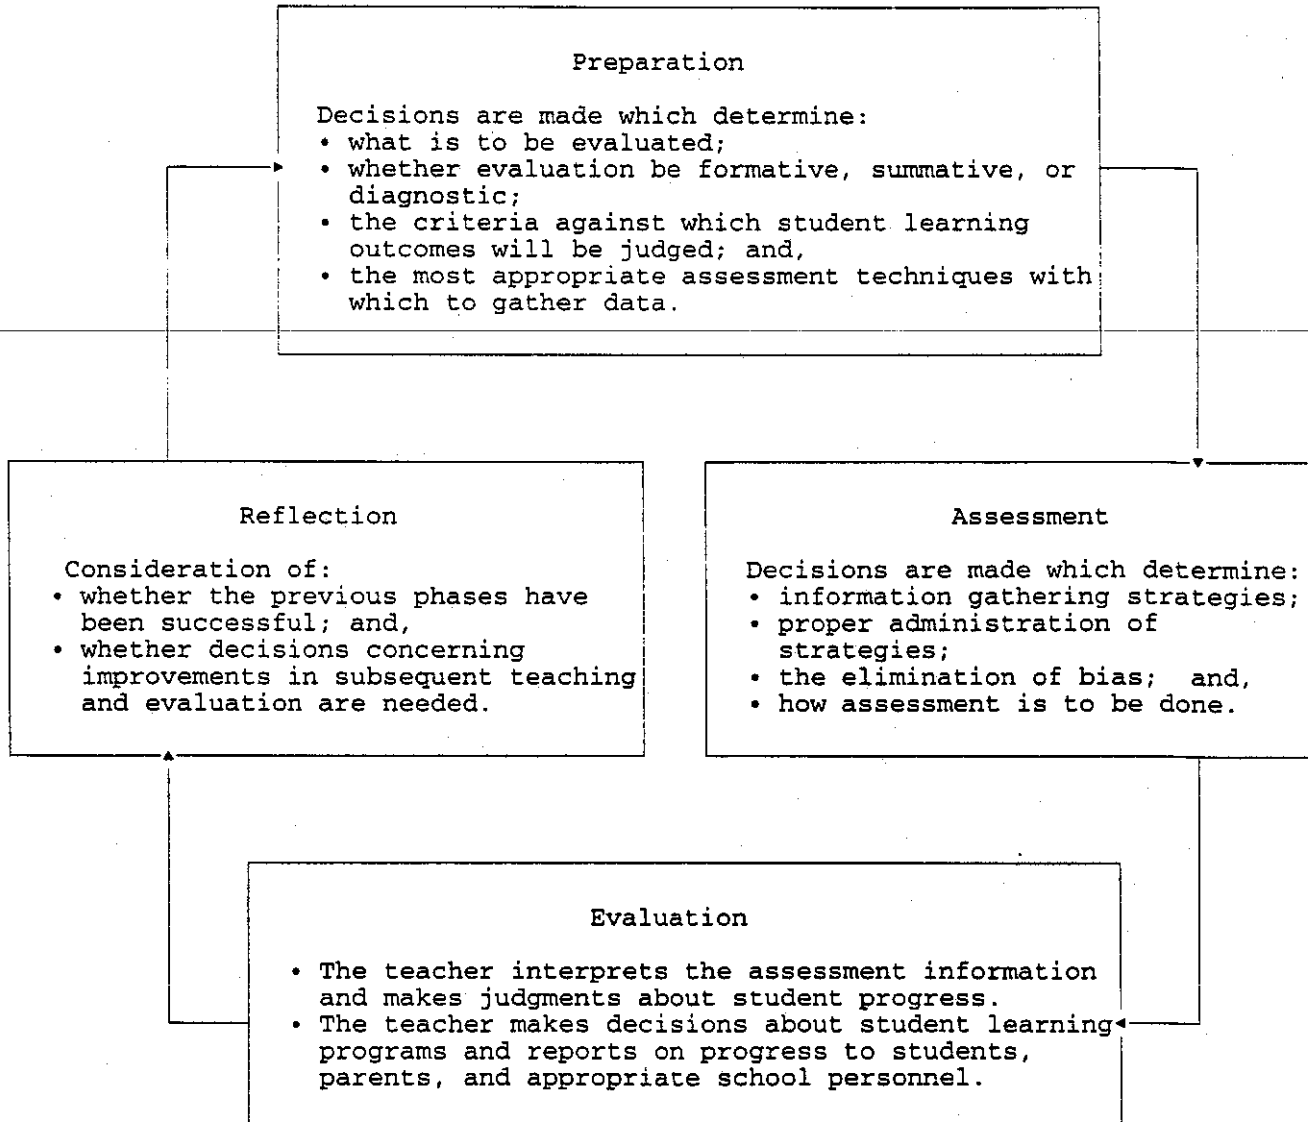 Preparation
Decisions are made which determine:
• what is to be evaluated;
• whether evaluation be formative, summative, or
diagnostic;
• the criteria against which student learning
outcomes will be judged; and,
• the most appropriate assessment techniques with
which to gather data.
Reflection
Consideration of:
• whether the previous phases have
been successful; and,
• whether decisions concerning
improvements in subsequent teaching
and evaluation are needed.
Assessment
Decisions are made which determine:
• information gathering strategies;
• proper administration of
strategies;
• the elimination of bias; and,
• how assessment is to be done.
Evaluation
• The teacher interprets the assessment information
and makes judgments about student progress.
• The teacher makes decisions about student learning
programs and reports on progress to students,
parents, and appropriate school personnel.